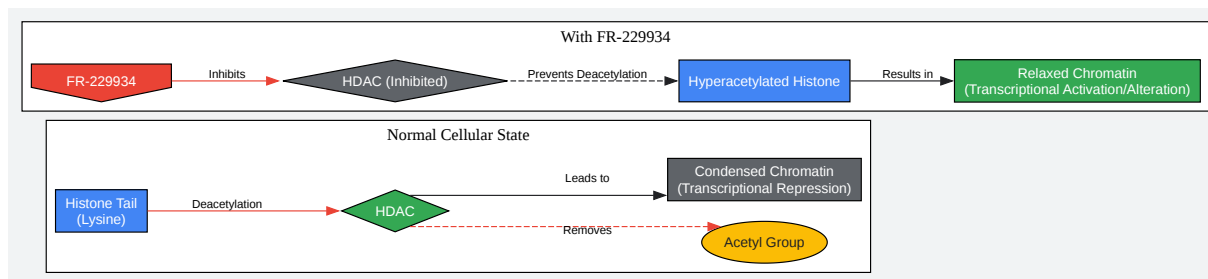 With FR-229934
FR-229934
Inhibits
HDAC (Inhibited)
Prevents Deacetylation
Hyperacetylated Histone
Results in
Relaxed Chromatin
(Transcriptional Activation/Alteration)
Normal Cellular State
Histone Tail
(Lysine)
Deacetylation
HDAC
Leads to
Condensed Chromatin
(Transcriptional Repression)
Removes
Acetyl Group